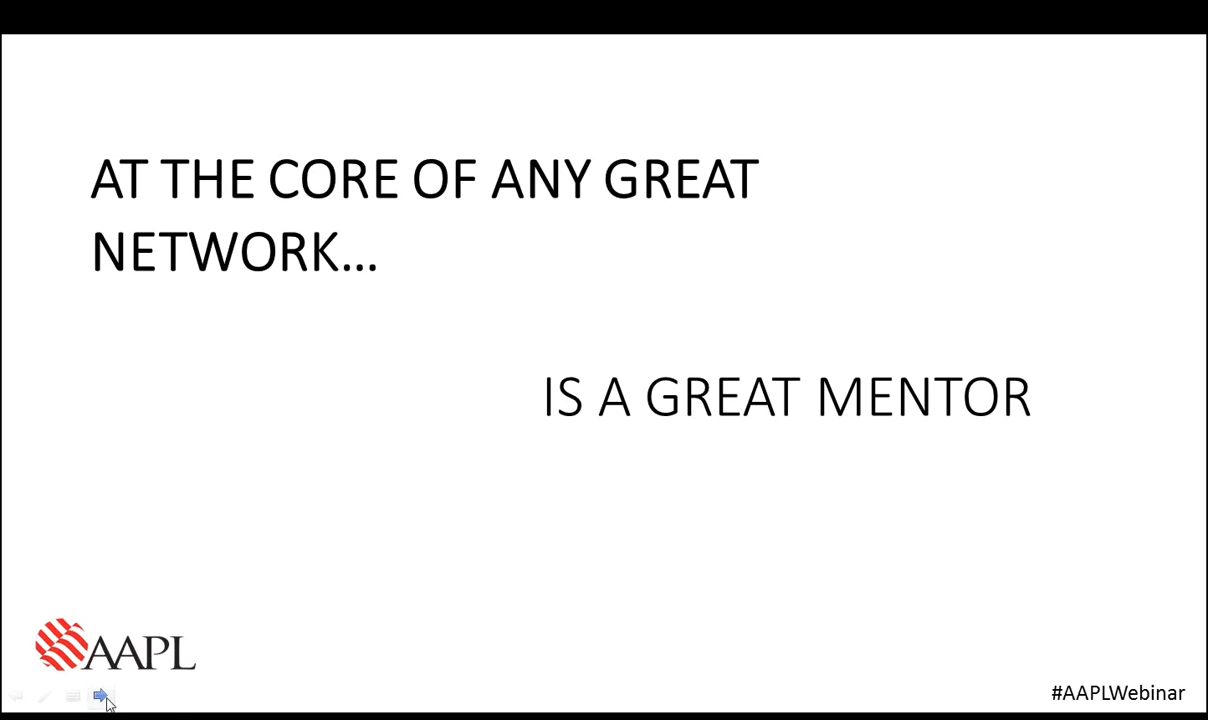 AT THE CORE OF ANY GREAT
NETWORK...
IS A GREAT MENTOR
AAPL
#AAPLWebinar